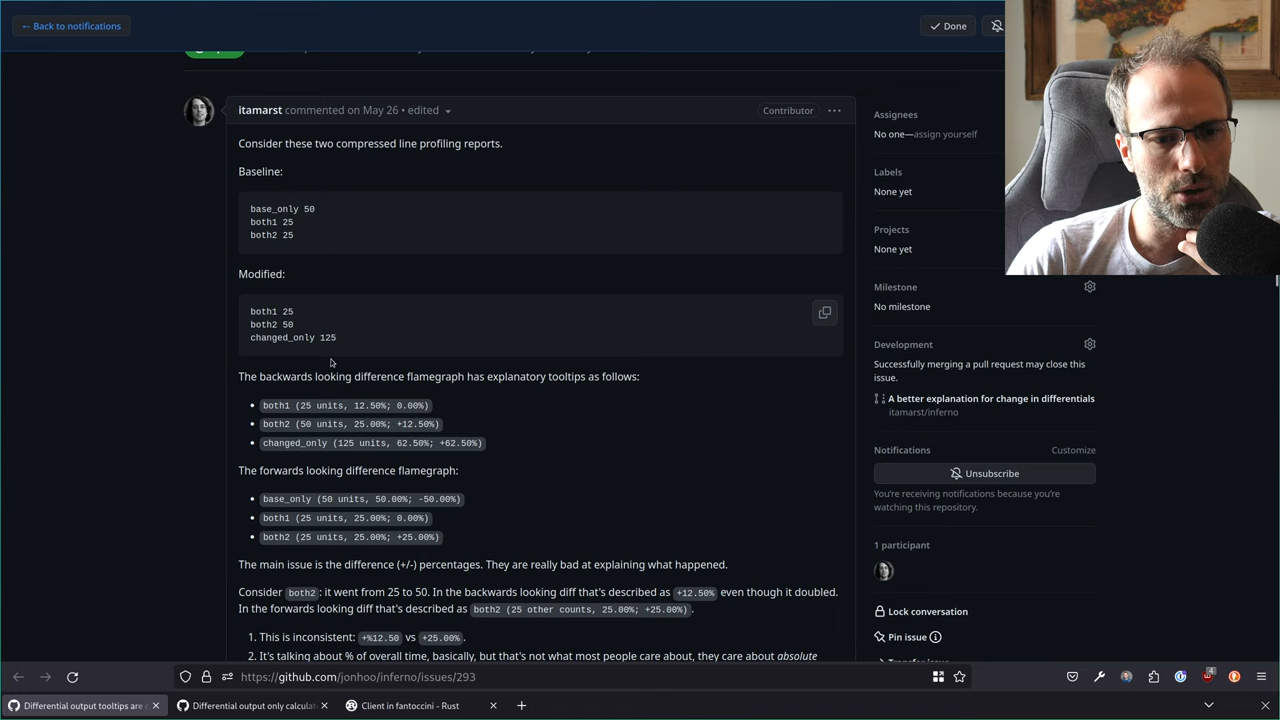 ← Back to notifications
Done
itamarst commented on May 26 • edited
Contributor
Consider these two compressed line profiling reports.
Baseline:
base_only 50
both1 25
both2 25
Modified:
both1 25
both2 50
changed_only 125
The backwards looking difference flamegraph has explanatory tooltips as follows:
• both1 (25 units, 12.50%; 0.00%)
• both2 (50 units, 25.00%; +12.50%)
• changed_only (125 units, 62.50%; +62.50%)
The forwards looking difference flamegraph:
• base_only (50 units, 50.00%; -50.00%)
• both1 (25 units, 25.00%; 0.00%)
• both2 (25 units, 25.00%; +25.00%)
The main issue is the difference (+/-) percentages. They are really bad at explaining what happened.
Consider both2: it went from 25 to 50. In the backwards looking diff that's described as +12.50% even though it doubled.
In the forwards looking diff that's described as both2 (25 other counts, 25.00%; +25.00%).
1. This is inconsistent: +%12.50 vs +25.00%.
2. It's talking about % of overall time, basically, but that's not what most people care about, they care about absolute
Assignees
No one—assign yourself
Labels
None yet
Projects
None yet
Milestone
No milestone
Development
Successfully merging a pull request may close this
issue.
A better explanation for change in differentials
itamarst/inferno
Notifications
Customize
Unsubscribe
You're receiving notifications because you're
watching this repository.
1 participant
Lock conversation
Pin issue
Transfer issue
https://github.com/jonhoo/inferno/issues/293
4
Differential output tooltips are
Differential output only calculat
Client in fantoccini - Rust